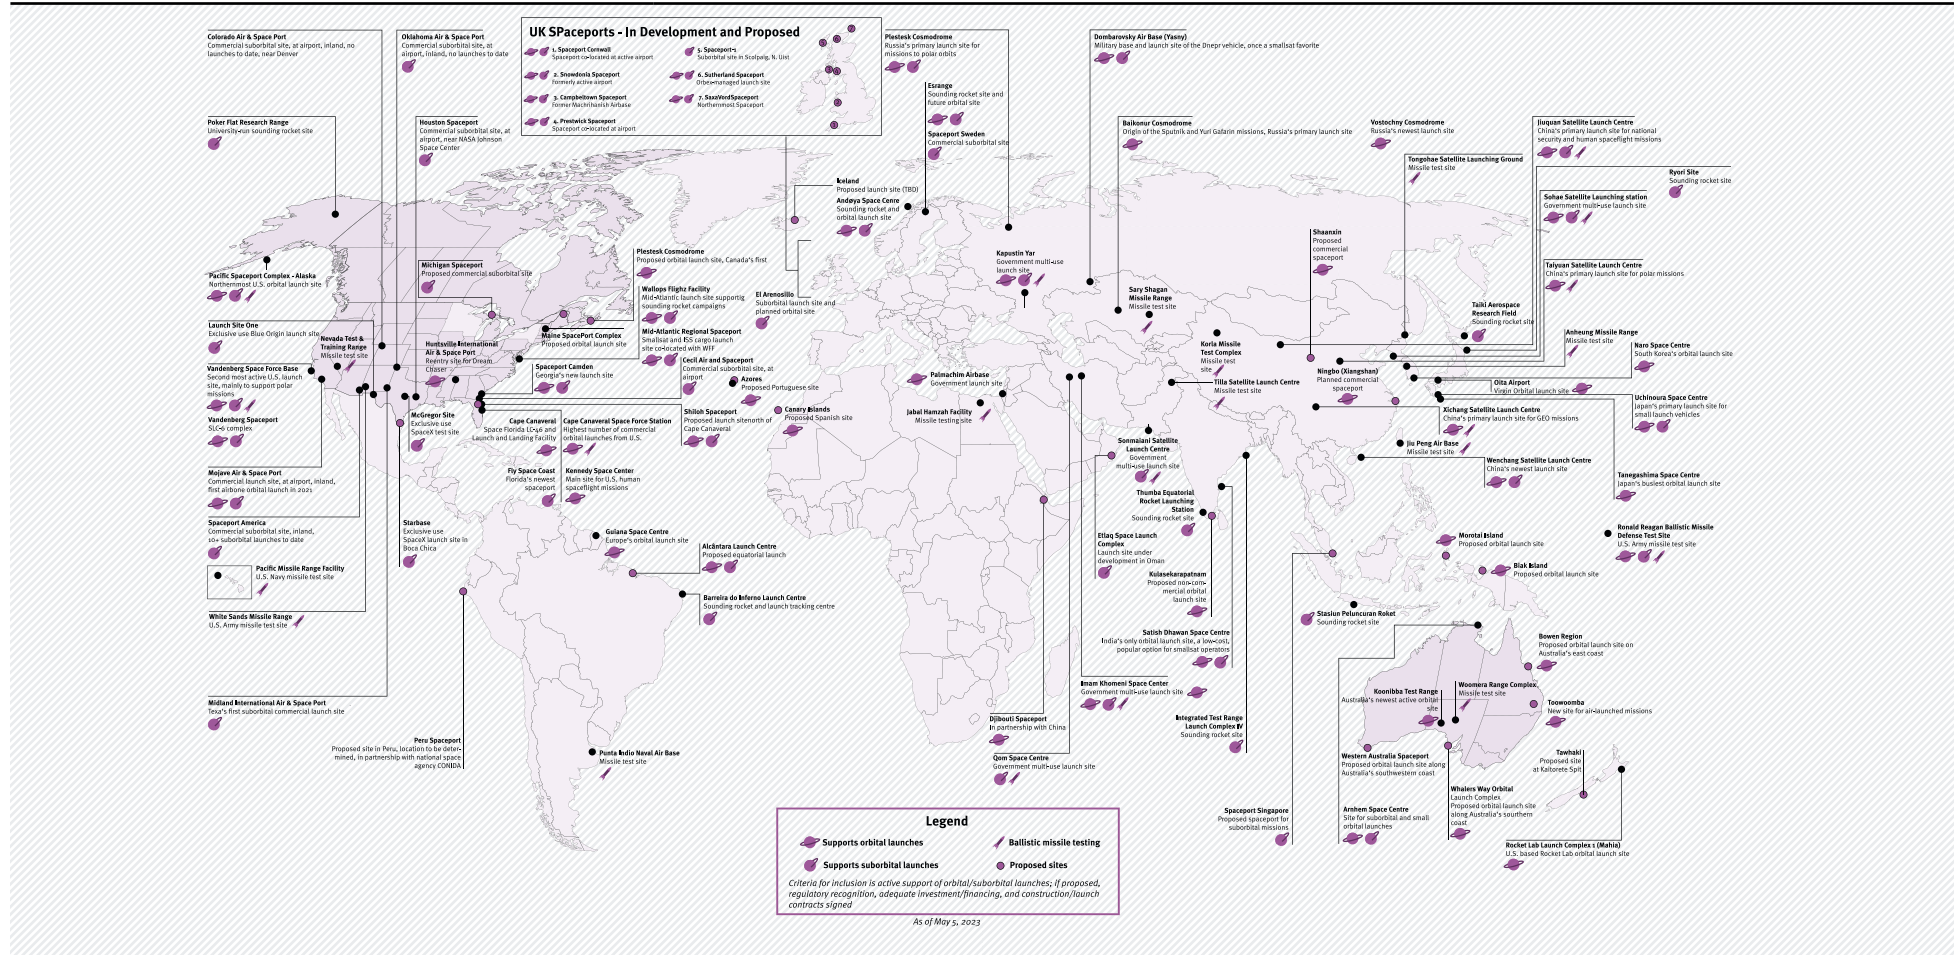 Colorado Air & Space Port
Commercial suborbital site, at airport, inland, no
launches to date, near Denver
Oklahoma Air & Space Port
Commercial suborbital site, at
airport, inland, no launches to date
UK SPaceports - In Development and Proposed
1. Spaceport Cornwall
Spaceport co-located at active airport
2. Snowdonia Spaceport
Formerly active airport
3. Campbeltown Spaceport
Former Machrihanish Airbase
4. Prestwick Spaceport
Spaceport co-located at airport
5. Spaceport-1
Suborbital site in Scolpaig, N. Uist
6. Sutherland Spaceport
Orbex-managed launch site
7. SaxaVordSpaceport
Northernmost Spaceport
Plestesk Cosmodrome
Russia's primary launch site for
missions to polar orbits
Dombarovsky Air Base (Yasny)
Military base and launch site of the Dnepr vehicle, once a smallsat favorite
Esrange
Sounding rocket site and
future orbital site
Spaceport Sweden
Commercial suborbital site
Poker Flat Research Range
University-run sounding rocket site
Houston Spaceport
Commercial suborbital site, at
airport, near NASA Johnson
Space Center
Baikonur Cosmodrome
Origin of the Sputnik and Yuri Gafarin missions, Russia's primary launch site
Vostochny Cosmodrome
Russia's newest launch site
Jiuquan Satellite Launch Centre
China's primary launch site for national
security and human spaceflight missions
Tongohae Satellite Launching Ground
Missile test site
Ryori Site
Sounding rocket site
Iceland
Proposed launch site (TBD)
Andøya Space Cenre
Sounding rocket and
orbital launch site
Sohae Satellite Launching station
Government multi-use launch site
Shaanxin
Proposed
commercial
spaceport
Plestesk Cosmodrome
Proposed orbital launch site, Canada's first
Kapustin Yar
Government multi-use
launch site
Michigan Spaceport
Proposed commercial suborbital site
Taiyuan Satellite Launch Centre
China's primary launch site for polar missions
Pacific Spaceport Complex - Alaska
Northernmost U.S. orbital launch site
Wallops Flighz Facility
Mid-Atlantic launch site supportig
sounding rocket campaigns
El Arenosillo
Suborbital launch site and
planned orbital site
Sary Shagan
Missile Range
Missile test site
Taiki Aerospace
Research Field
Sounding rocket site
Launch Site One
Exclusive use Blue Origin launch site
Maine SpacePort Complex
Proposed orbital launch site
Mid-Atlantic Regional Spaceport
Smallsat and ISS cargo launch
site co-located with WFF
Anheung Missile Range
Missile test site
Nevada Test &
Training Range
Missile test site
Huntsville International
Air & Space Port
Reentry site for Dream
Chaser
Korla Missile
Test Complex
Missile test
site
Naro Space Centre
South Korea's orbital launch site
Vandenberg Space Force Base
Second most active U.S. launch
site, mainly to support polar
missions
Spaceport Camden
Georgia's new launch site
Cecil Air and Spaceport
Commercial suborbital site, at
airport
Azores
Proposed Portuguese site
Palmachim Airbase
Government launch site
Tilla Satellite Launch Centre
Missile test site
Ningbo (Xiangshan)
Planned commercial
spaceport
Oita Airport
Virgin Orbital launch site
Uchinoura Space Centre
Japan's primary launch site for
small launch vehicles
Vandenberg Spaceport
SLC-6 complex
McGregor Site
Exclusive use
SpaceX test site
Cape Canaveral
Space Florida LC-46 and
Launch and Landing Facility
Cape Canaveral Space Force Station
Highest number of commercial
orbital launches from U.S.
Shiloh Spaceport
Proposed launch sitenorth of
Cape Canaveral
Canary Islands
Proposed Spanish site
Jabal Hamzah Facility
Missile testing site
Xichang Satellite Launch Centre
China's primary launch site for GEO missions
Sonmaiani Satellite
Launch Centre
Government
multi-use launch site
Jiu Peng Air Base
Missile test site
Mojave Air & Space Port
Commercial launch site, at airport, inland,
first airbone orbital launch in 2021
Fly Space Coast
Florida's newest
spaceport
Kennedy Space Center
Main site for U.S. human
spaceflight missions
Wenchang Satellite Launch Centre
China's newest launch site
Tanegashima Space Centre
Japan's busiest orbital launch site
Thumba Equatorial
Rocket Launching
Station
Sounding rocket site
Spaceport America
Commercial suborbital site, inland,
10+ suborbital launches to date
Starbase
Exclusive use
SpaceX launch site in
Boca Chica
Guiana Space Centre
Europe's orbital launch site
Alcântara Launch Centre
Proposed equatorial launch
Etlaq Space Launch
Complex
Launch site under
development in Oman
Morotai Island
Proposed orbital launch site
Ronald Reagan Ballistic Missile
Defense Test Site
U.S. Army missile test site
Pacific Missile Range Facility
U.S. Navy missile test site
Kulasekarapatnam
Proposed non-com-
mercial orbital
launch site
Biak Island
Proposed orbital launch site
Barreira do Inferno Launch Centre
Sounding rocket and launch tracking centre
White Sands Missile Range
U.S. Army missile test site
Stasiun Peluncuran Roket
Sounding rocket site
Satish Dhawan Space Centre
India's only orbital launch site, a low-cost,
popular option for smallsat operators
Bowen Region
Proposed orbital launch site on
Australia's east coast
Imam Khomeni Space Center
Government multi-use launch site
Koonibba Test Range
Australia's newest active orbital
site
Woomera Range Complex
Missile test site
Toowoomba
New site for air-launched missions
Midland International Air & Space Port
Texa's first suborbital commercial launch site
Djibouti Spaceport
In partnership with China
Integrated Test Range
Launch Complex IV
Sounding rocket site
Peru Spaceport
Proposed site in Peru, location to be deter-
mined, in partnership with national space
agency CONIDA
Punta Indio Naval Air Base
Missile test site
Qom Space Centre
Government multi-use launch site
Western Australia Spaceport
Proposed orbital launch site along
Australia's southwestern coast
Tawhaki
Proposed site
at Kaitorete Spit
Whalers Way Orbital
Launch Complex
Proposed orbital launch site
along Australia's sourthern
coast
Spaceport Singapore
Proposed spaceport for
suborbital missions
Arnhem Space Centre
Site for suborbital and small
orbital launches
Rocket Lab Launch Complex 1 (Mahia)
U.S. based Rocket Lab orbital launch site
Legend
Supports orbital launches
Ballistic missile testing
Supports suborbital launches
Proposed sites
Criteria for inclusion is active support of orbital/suborbital launches; if proposed,
regulatory recognition, adequate investment/financing, and construction/launch
contracts signed
As of May 5, 2023